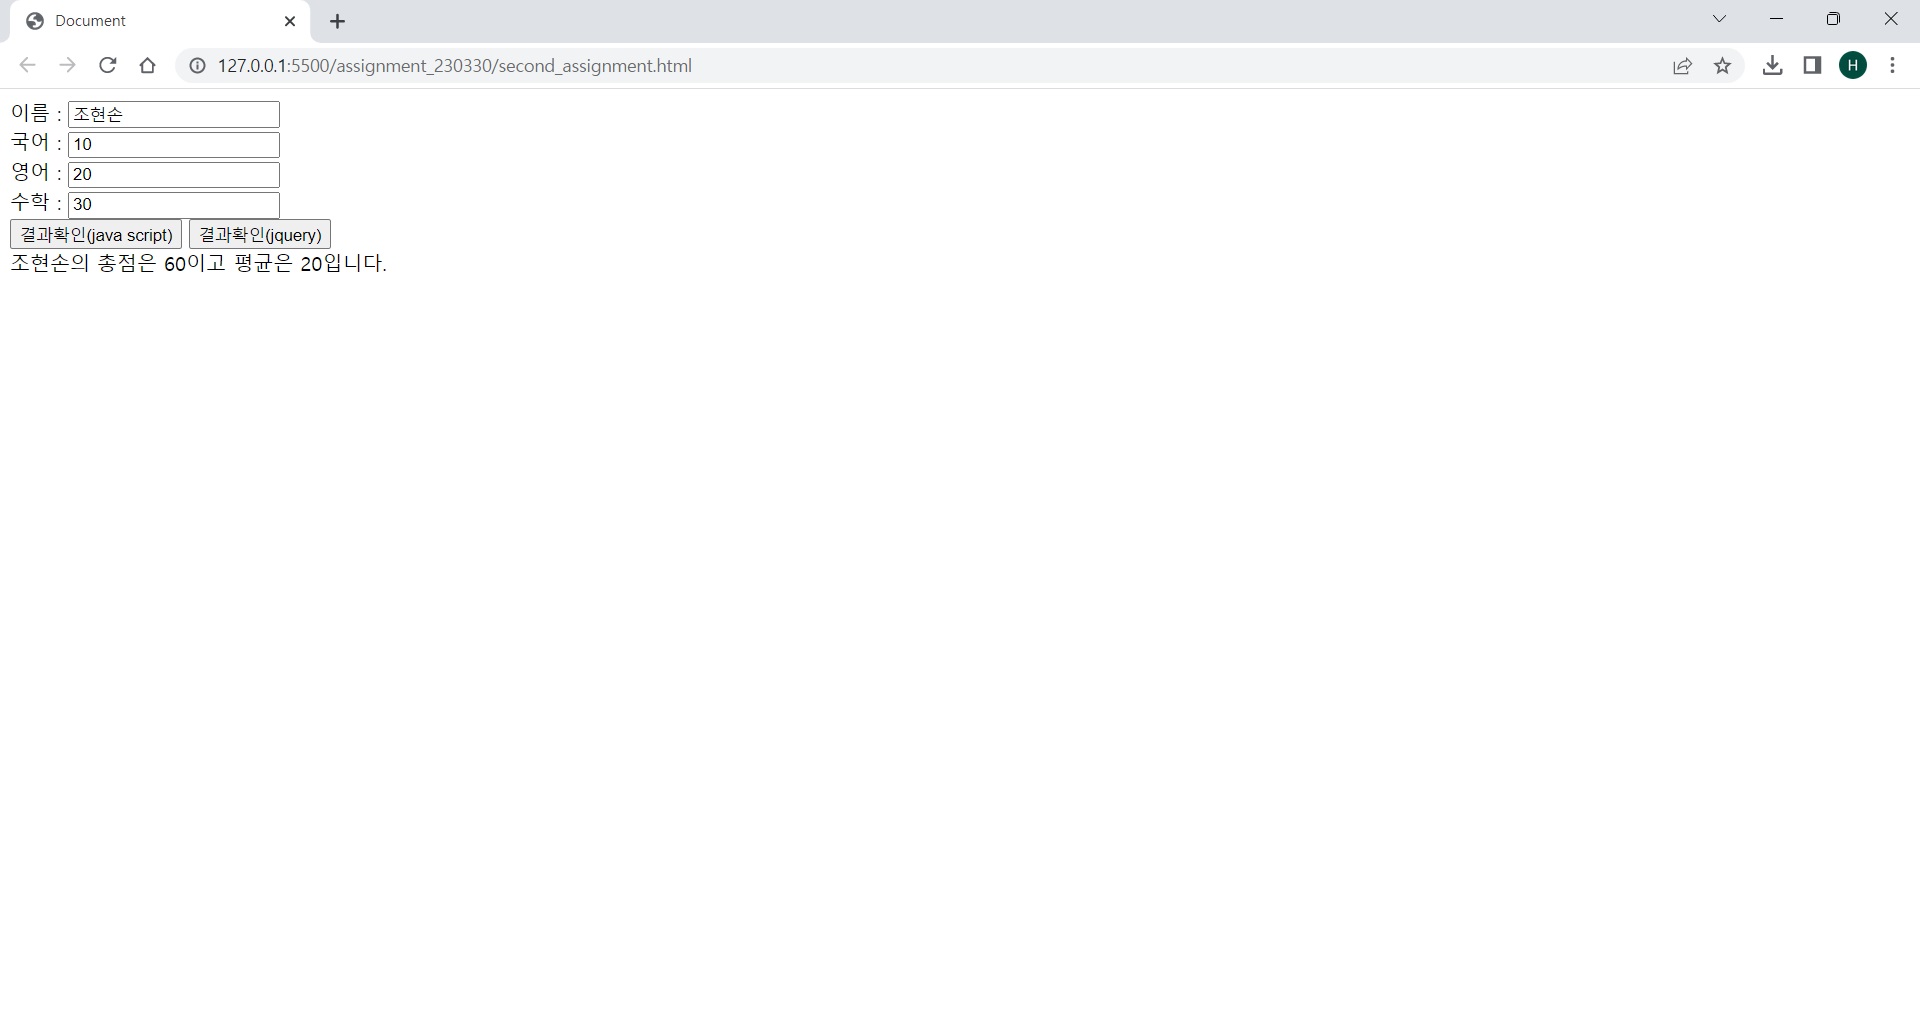 Document
127.0.0.1:5500/assignment_230330/second_assignment.html
H
이름 : 조현손
국어 : 10
영어 : 20
수학 : 30
결과확인(java script) 결과확인(jquery)
조현손의 총점은 60이고 평균은 20입니다.